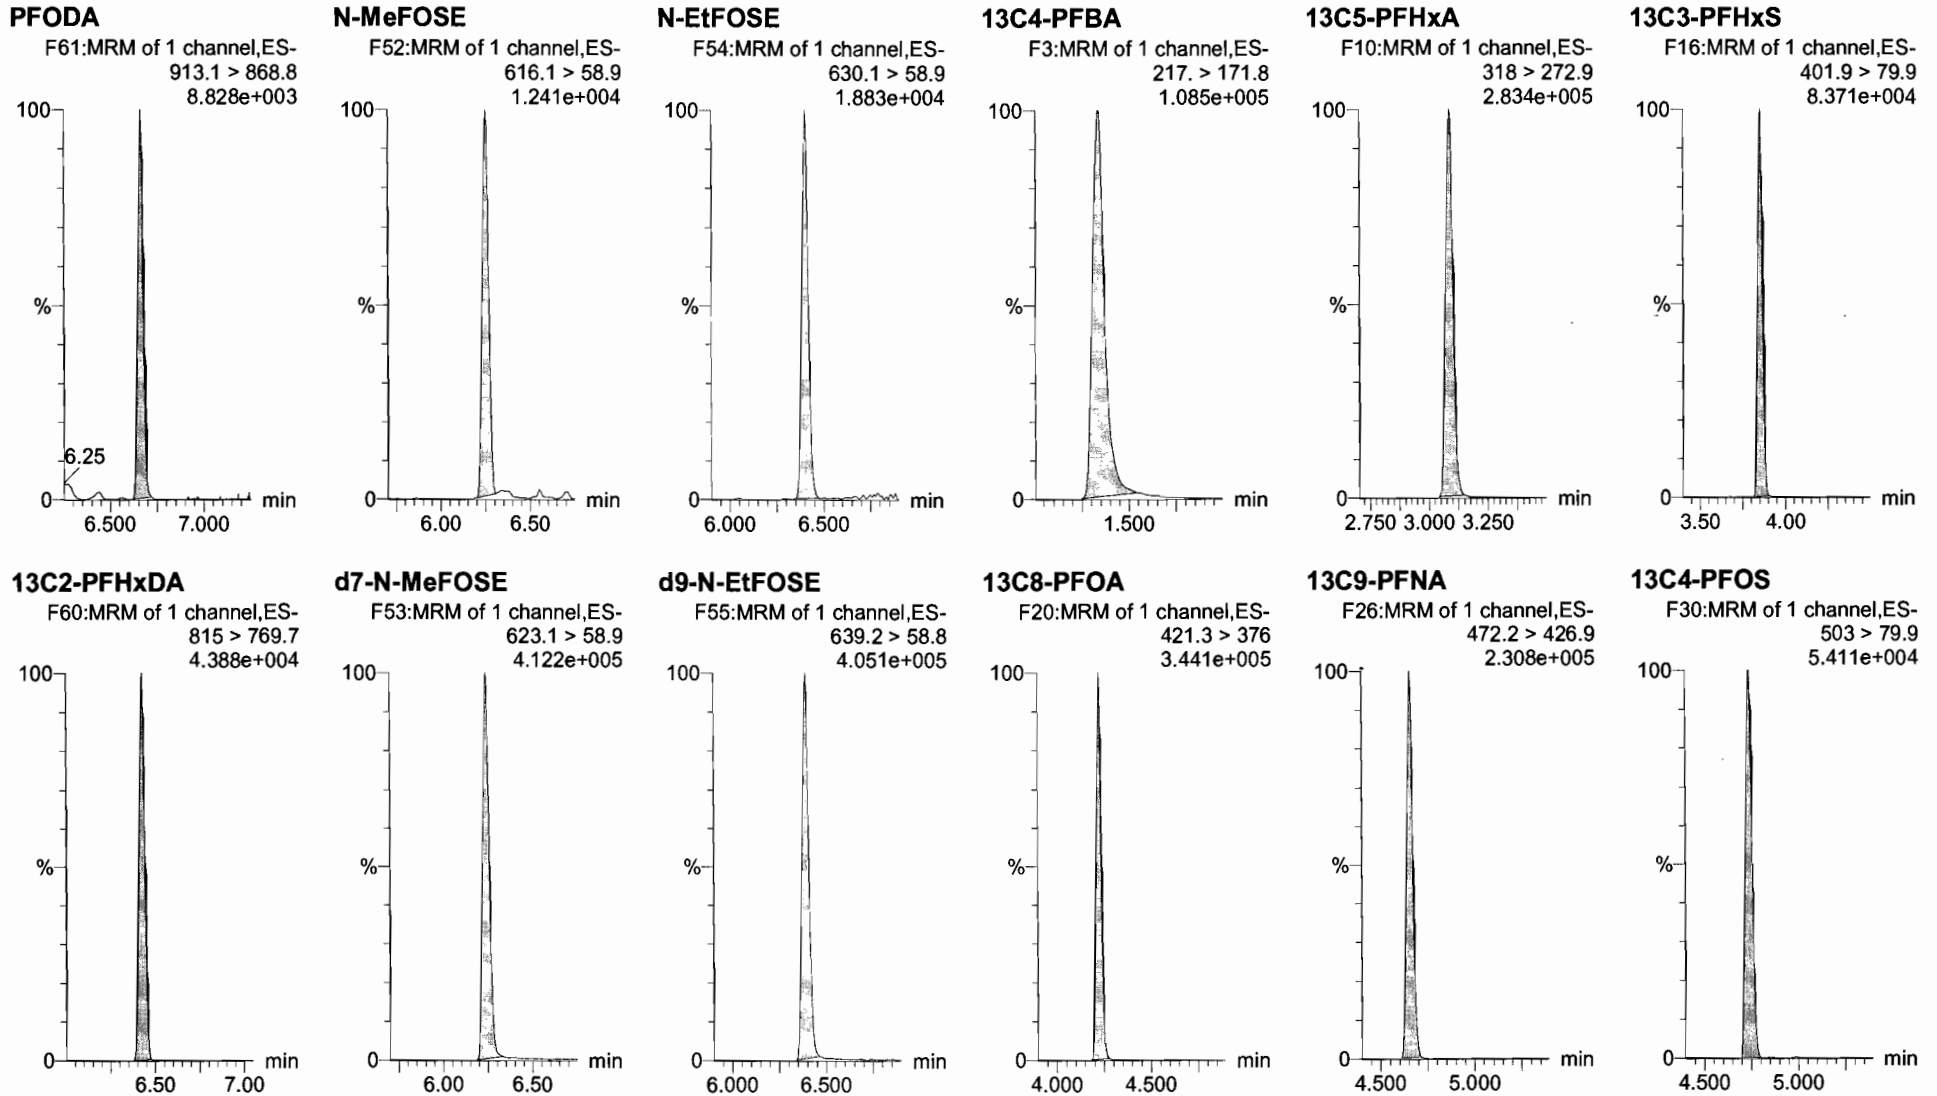 PFODA
F61:MRM of 1 channel,ES-
913.1 > 868.8
8.828e+003
100
%
6.25
0
min
6.500 7.000
N-MeFOSE
F52:MRM of 1 channel,ES-
616.1 > 58.9
1.241e+004
100
%
0
min
6.00 6.50
N-EtFOSE
F54:MRM of 1 channel,ES-
630.1 > 58.9
1.883e+004
100
%
0
min
6.000 6.500
13C4-PFBA
F3:MRM of 1 channel,ES-
217. > 171.8
1.085e+005
100
%
0
min
1.500
13C5-PFHxA
F10:MRM of 1 channel,ES-
318 > 272.9
2.834e+005
100
%
0
min
2.750 3.000 3.250
13C3-PFHxS
F16:MRM of 1 channel,ES-
401.9 > 79.9
8.371e+004
100
%
0
min
3.50 4.00
13C2-PFHxDA
F60:MRM of 1 channel,ES-
815 > 769.7
4.388e+004
100
%
0
min
6.50 7.00
d7-N-MeFOSE
F53:MRM of 1 channel,ES-
623.1 > 58.9
4.122e+005
100
%
0
min
6.00 6.50
d9-N-EtFOSE
F55:MRM of 1 channel,ES-
639.2 > 58.8
4.051e+005
100
%
0
min
6.000 6.500
13C8-PFOA
F20:MRM of 1 channel,ES-
421.3 > 376
3.441e+005
100
%
0
min
4.000 4.500
13C9-PFNA
F26:MRM of 1 channel,ES-
472.2 > 426.9
2.308e+005
100
%
0
min
4.500 5.000
13C4-PFOS
F30:MRM of 1 channel,ES-
503 > 79.9
5.411e+004
100
%
0
min
4.500 5.000